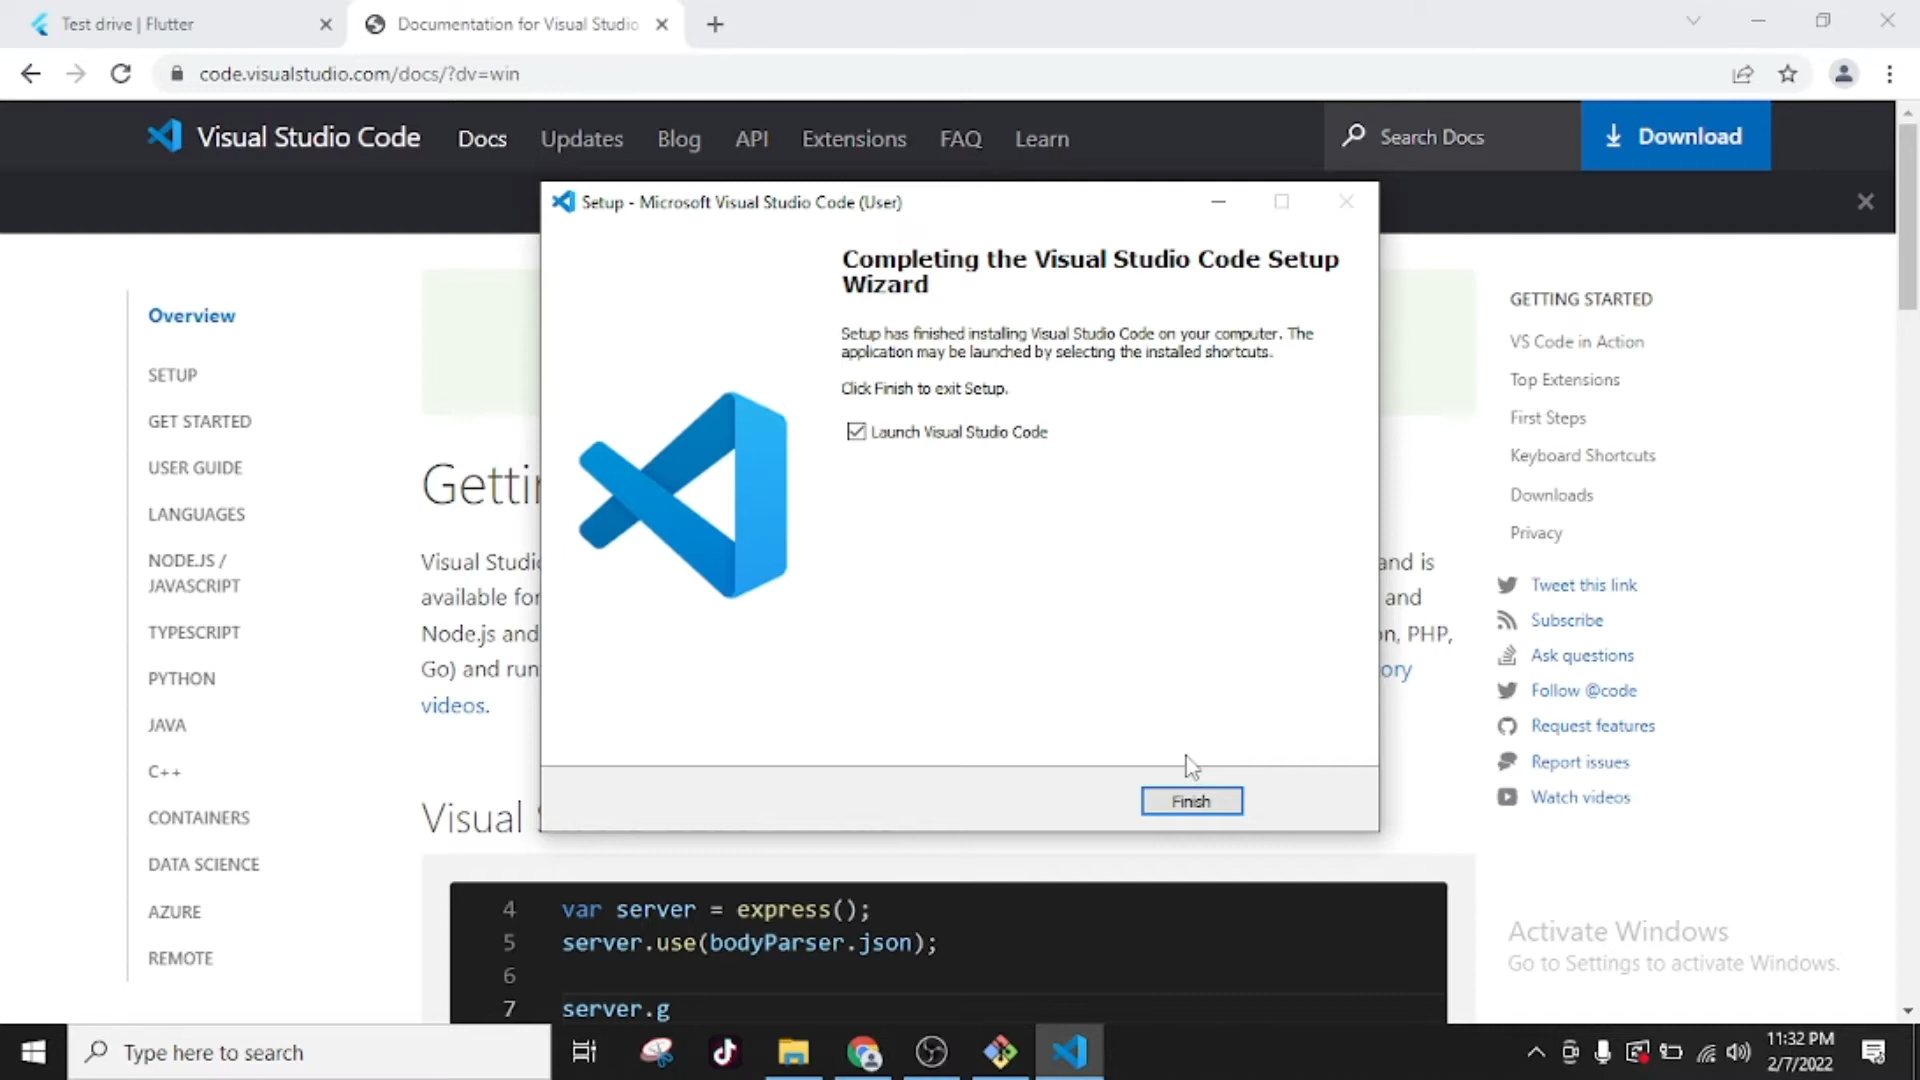 Test drive | Flutter
Documentation for Visual Studio
code.visualstudio.com/docs/?dv=win
Visual Studio Code
Docs
Updates
Blog
API
Extensions
FAQ
Learn
Search Docs
Download
Setup - Microsoft Visual Studio Code (User)
Completing the Visual Studio Code Setup
Wizard
Setup has finished installing Visual Studio Code on your computer. The
application may be launched by selecting the installed shortcuts.
Click Finish to exit Setup.
Launch Visual Studio Code
Finish
Overview
SETUP
GET STARTED
USER GUIDE
LANGUAGES
NODE.JS /
JAVASCRIPT
TYPESCRIPT
PYTHON
JAVA
C++
CONTAINERS
DATA SCIENCE
AZURE
REMOTE
Getti
Visual Studi
and is
available for
and
Node.js and
n, PHP,
Go) and run
ory
videos.
Visual S
4 var server = express();
5 server.use(bodyParser.json);
6
7 server.g
GETTING STARTED
VS Code in Action
Top Extensions
First Steps
Keyboard Shortcuts
Downloads
Privacy
Tweet this link
Subscribe
Ask questions
Follow @code
Request features
Report issues
Watch videos
Activate Windows
Go to Settings to activate Windows.
Type here to search
11:32 PM
2/7/2022